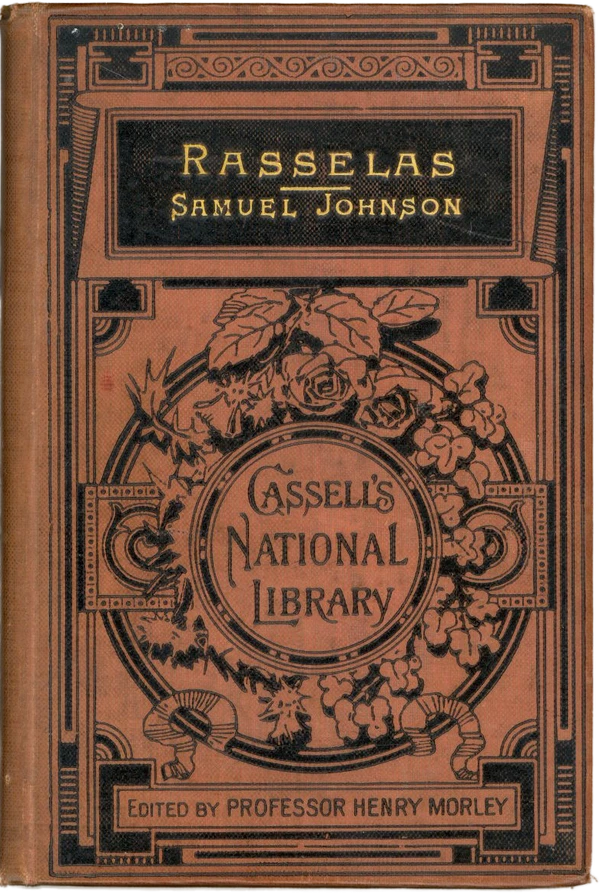 RASSELAS
SAMUEL JOHNSON
CASSELL'S
NATIONAL
LIBRARY
EDITED BY PROFESSOR HENRY MORLEY